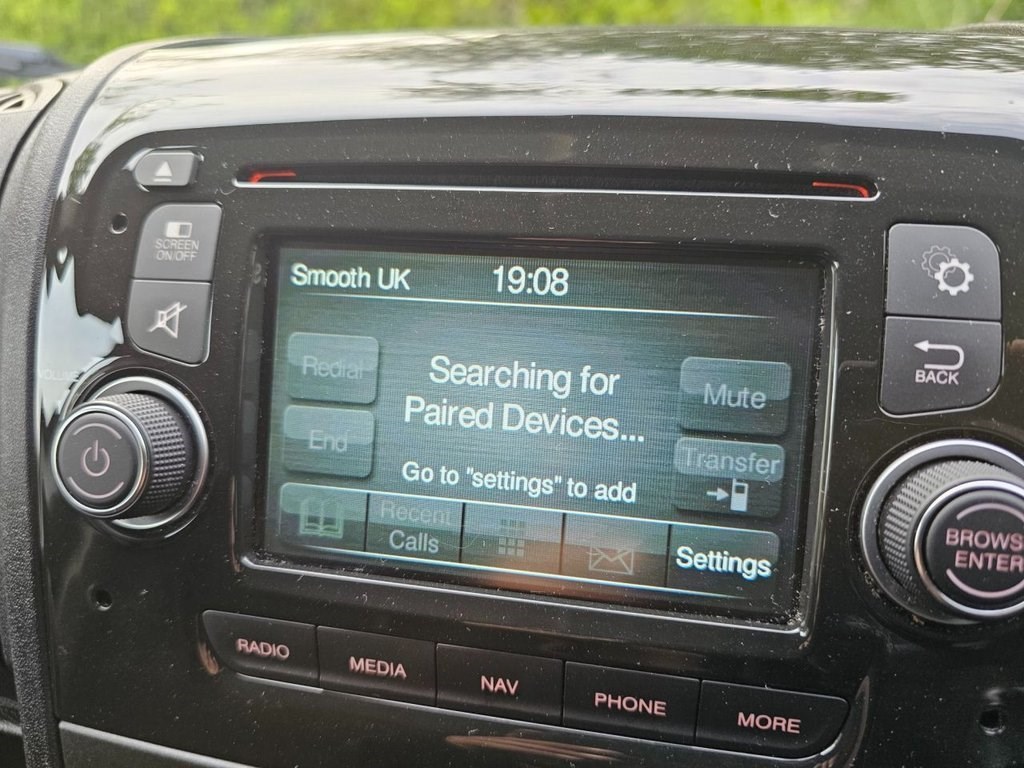 SCREEN
ON/OFF
Smooth UK 19:08
Redial
Searching for
Paired Devices...
Mute
End
Transfer
Go to "settings" to add
Recent
Calls
Settings
BACK
BROWS
ENTER
RADIO
MEDIA
NAV
PHONE
MORE